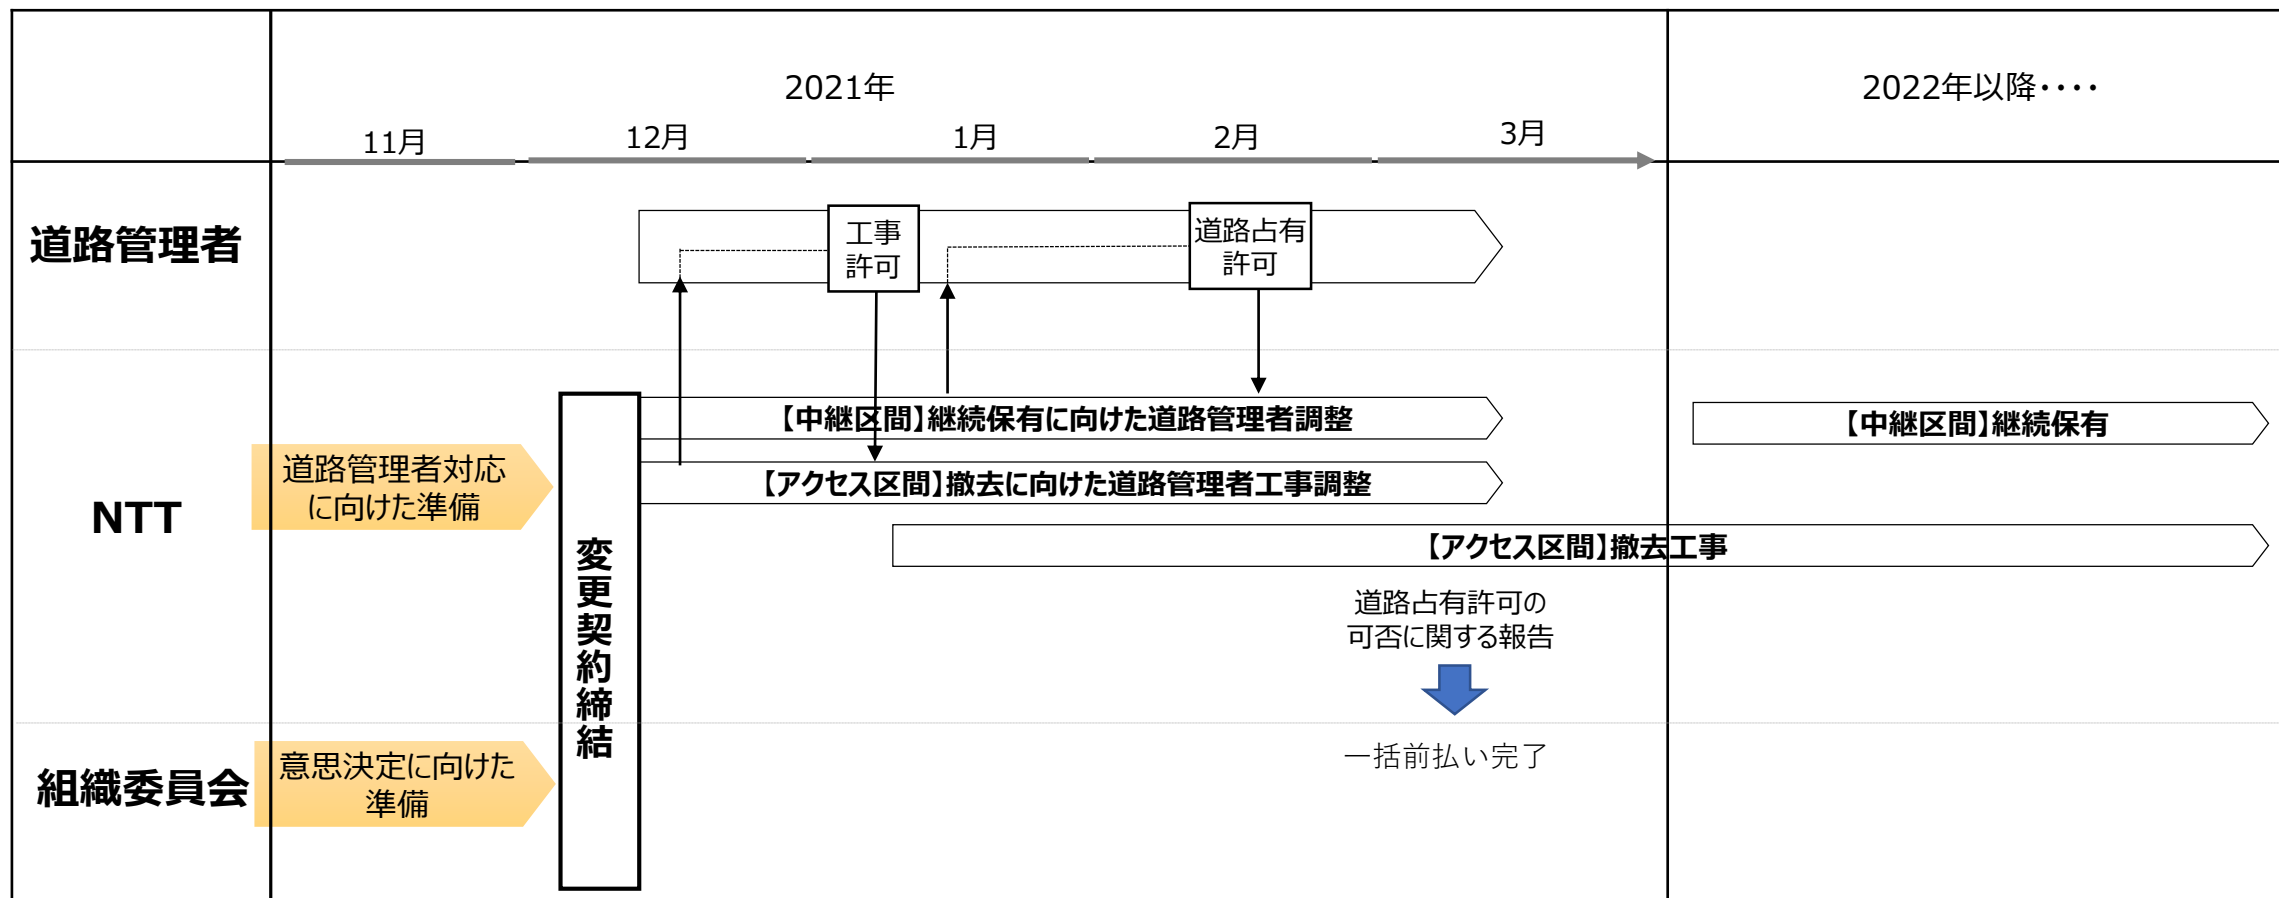 2021年
2022年以降・・・・
11月
12月
1月
2月
3月
道路管理者
工事
許可
道路占有
許可
NTT
道路管理者対応
に向けた準備
変更契約締結
【中継区間】継続保有に向けた道路管理者調整
【中継区間】継続保有
【アクセス区間】撤去に向けた道路管理者工事調整
【アクセス区間】撤去工事
道路占有許可の
可否に関する報告
組織委員会
意思決定に向けた
準備
一括前払い完了